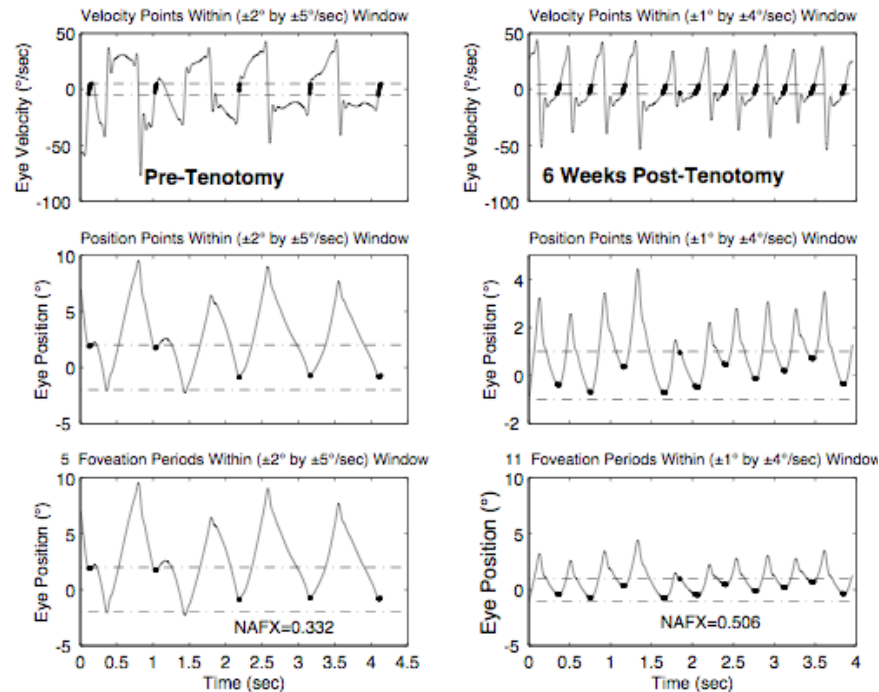 Velocity Points Within (±2° by ±5°/sec) Window
50
0
-50
-100
Eye Velocity (°/sec)
Pre-Tenotomy
Velocity Points Within (±1° by ±4°/sec) Window
50
0
-50
-100
Eye Velocity (°/sec)
6 Weeks Post-Tenotomy
Position Points Within (±2° by ±5°/sec) Window
10
5
0
-5
Eye Position (°)
Position Points Within (±1° by ±4°/sec) Window
4
2
0
-2
Eye Position (°)
5 Foveation Periods Within (±2° by ±5°/sec) Window
10
5
0
-5
Eye Position (°)
NAFX=0.332
0 0.5 1 1.5 2 2.5 3 3.5 4 4.5
Time (sec)
11 Foveation Periods Within (±1° by ±4°/sec) Window
10
5
0
-5
Eye Position (°)
NAFX=0.506
0 0.5 1 1.5 2 2.5 3 3.5 4
Time (sec)